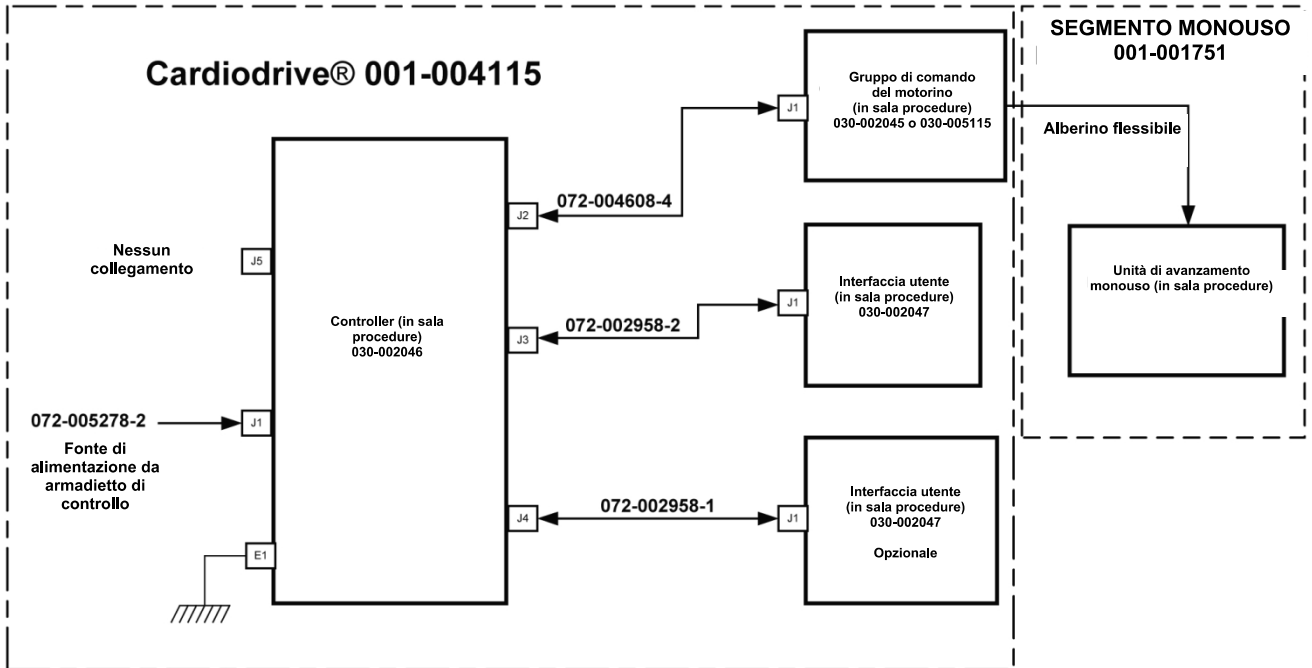 Cardiodrive® 001-004115
SEGMENTO MONOUSO
001-001751
Gruppo di comando
del motorino
(in sala procedure)
030-002045 o 030-005115
J1
Alberino flessibile
072-004608-4
J2
Nessun
collegamento
J5
Controller (in sala
procedure)
030-002046
072-002958-2
J3
J1
Interfaccia utente
(in sala procedure)
030-002047
Unità di avanzamento
monouso (in sala procedure)
072-005278-2
J1
Fonte di
alimentazione da
armadietto di
controllo
072-002958-1
J4
J1
Interfaccia utente
(in sala procedure)
030-002047
Opzionale
E1